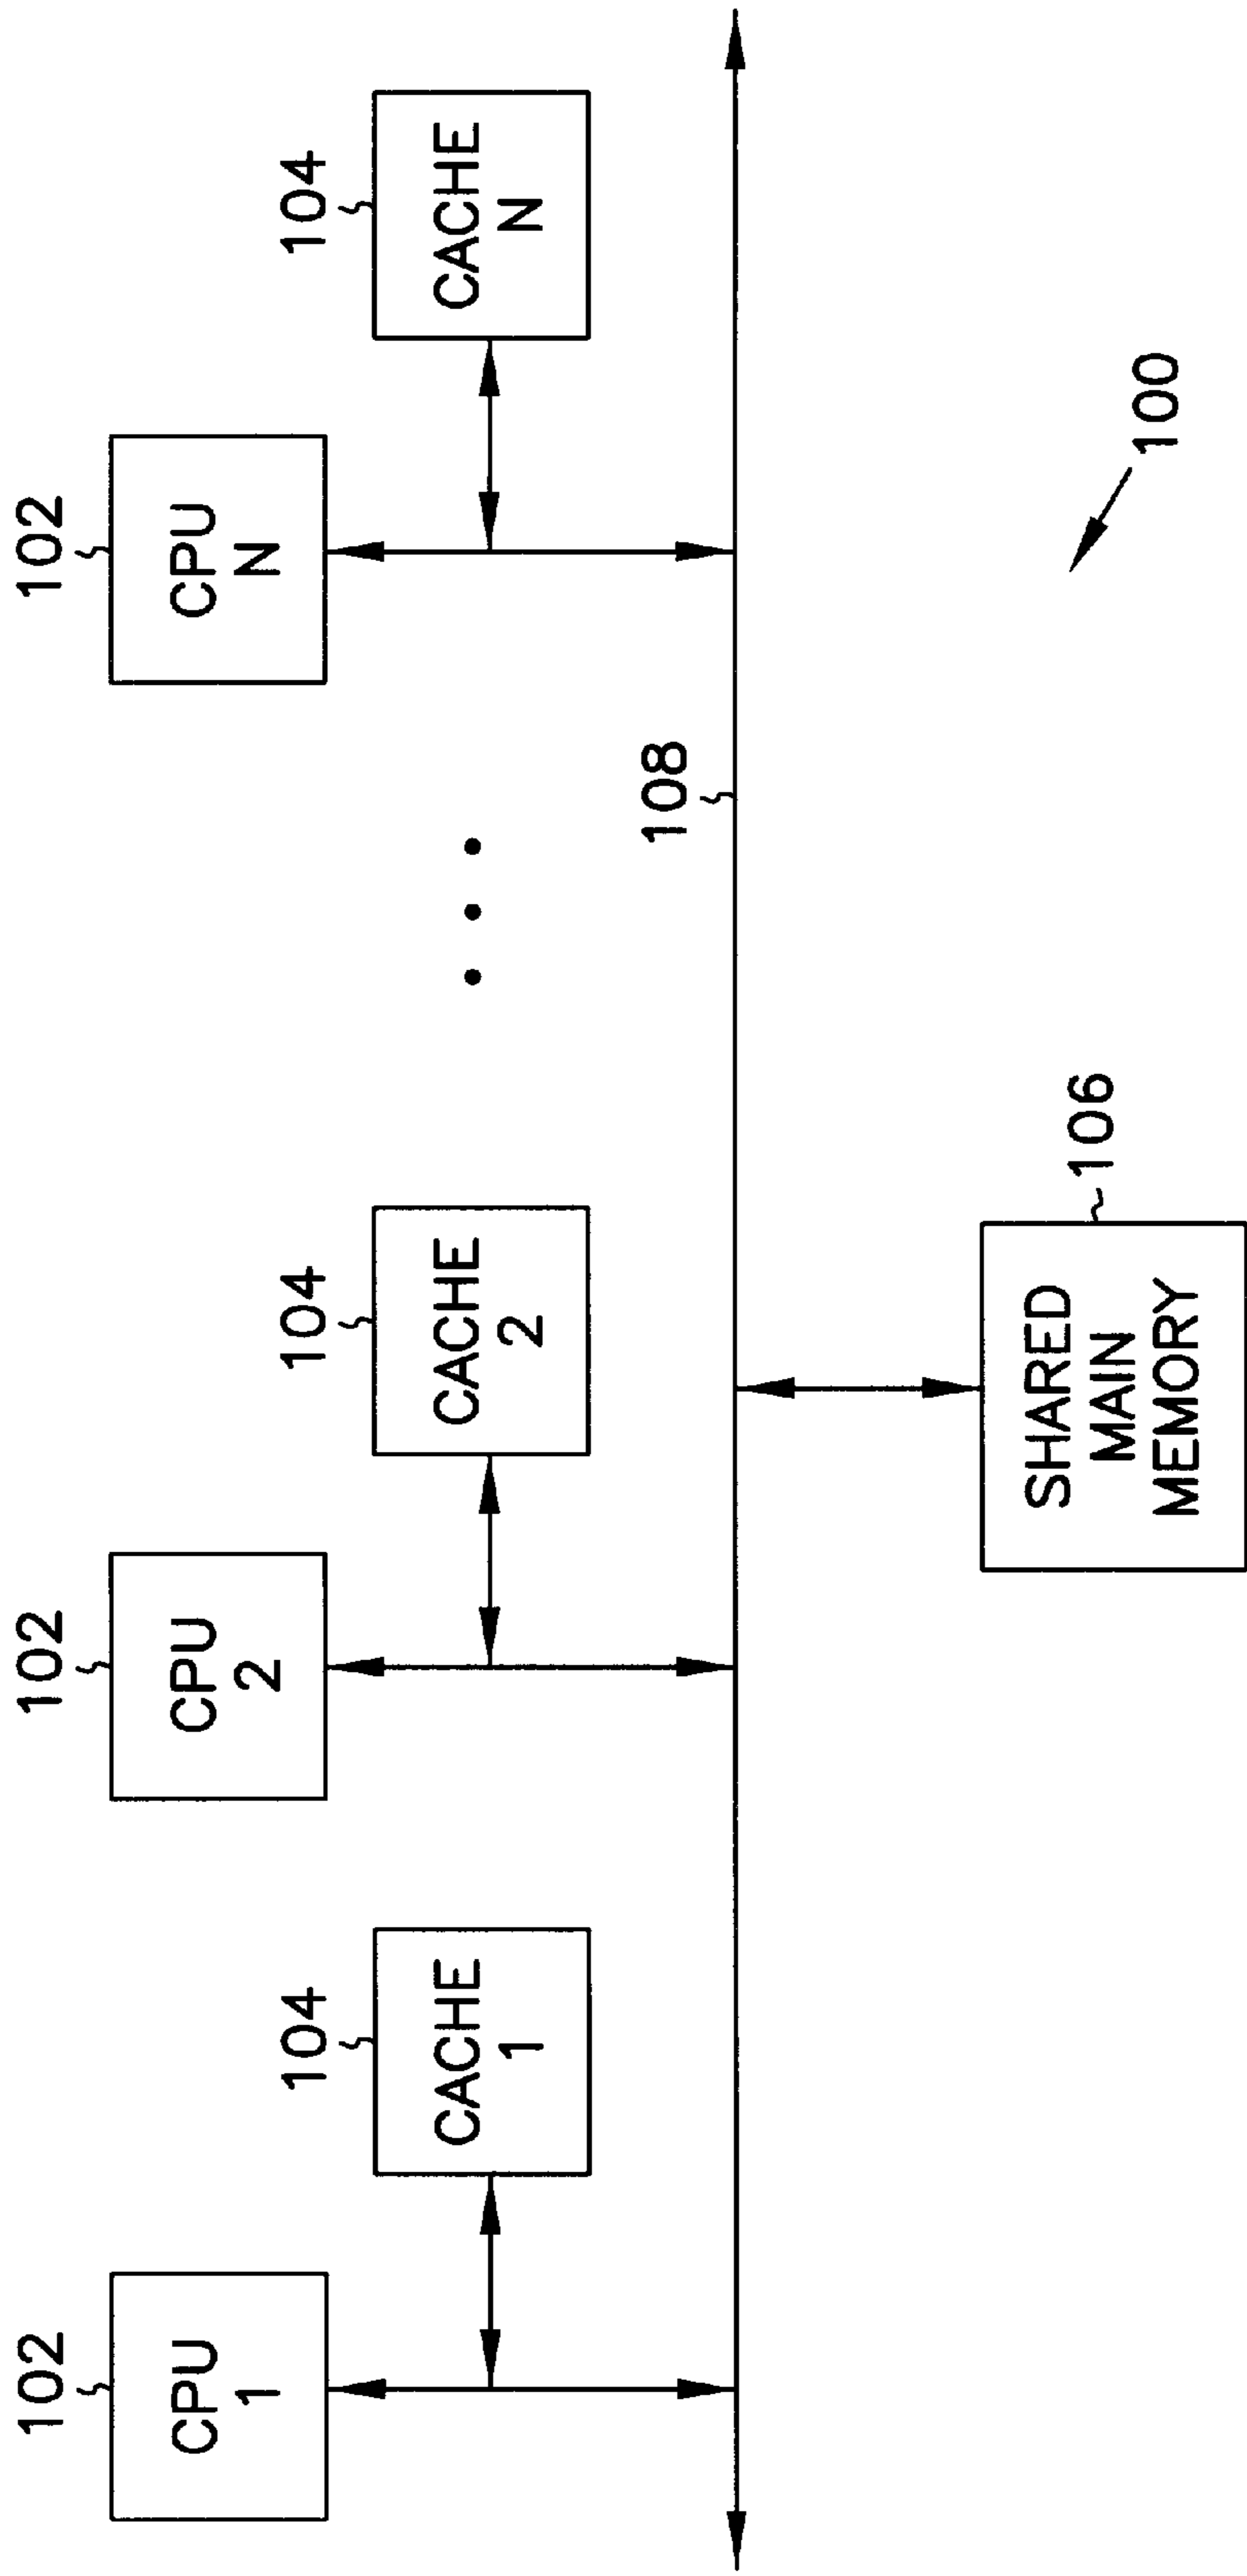 102
CPU
1
104
CACHE
1
102
CPU
2
104
CACHE
2
102
CPU
N
104
CACHE
N
108
SHARED
MAIN
MEMORY
106
100